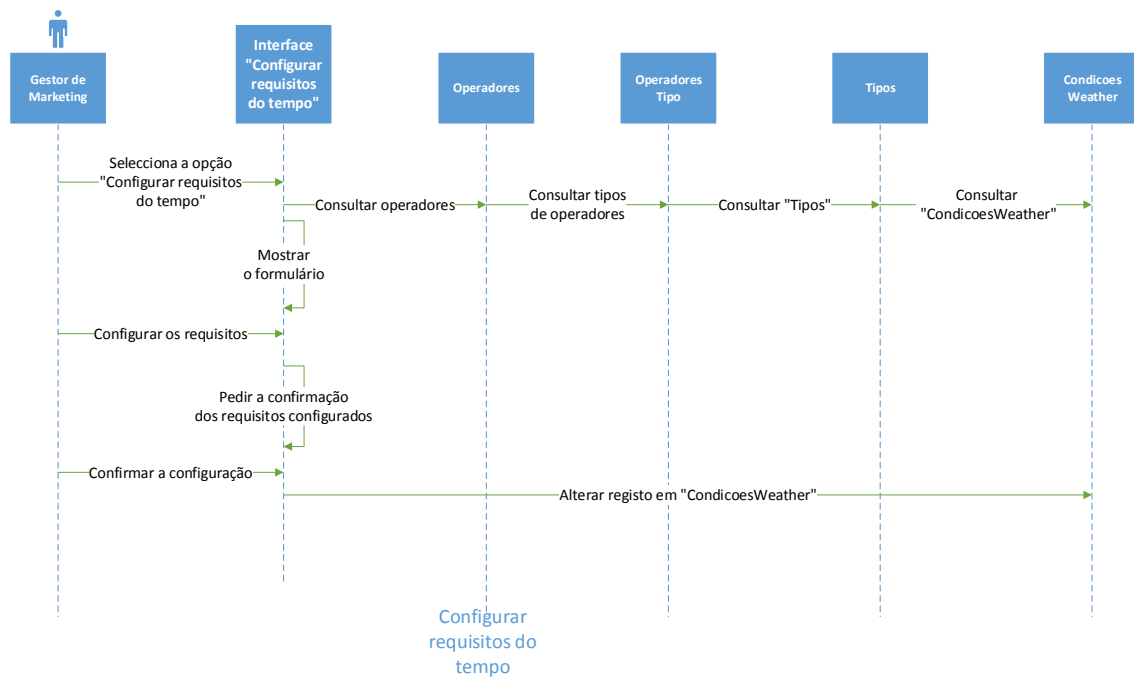 Gestor de
Marketing
Interface
"Configurar
requisitos
do tempo"
Operadores
Operadores
Tipo
Tipos
Condicoes
Weather
Selecciona a opção
"Configurar requisitos
do tempo"
Consultar operadores
Consultar tipos
de operadores
Consultar "Tipos"
Consultar
"CondicoesWeather"
Mostrar
o formulário
Configurar os requisitos
Pedir a confirmação
dos requisitos configurados
Confirmar a configuração
Alterar registo em "CondicoesWeather"
Configurar
requisitos do
tempo